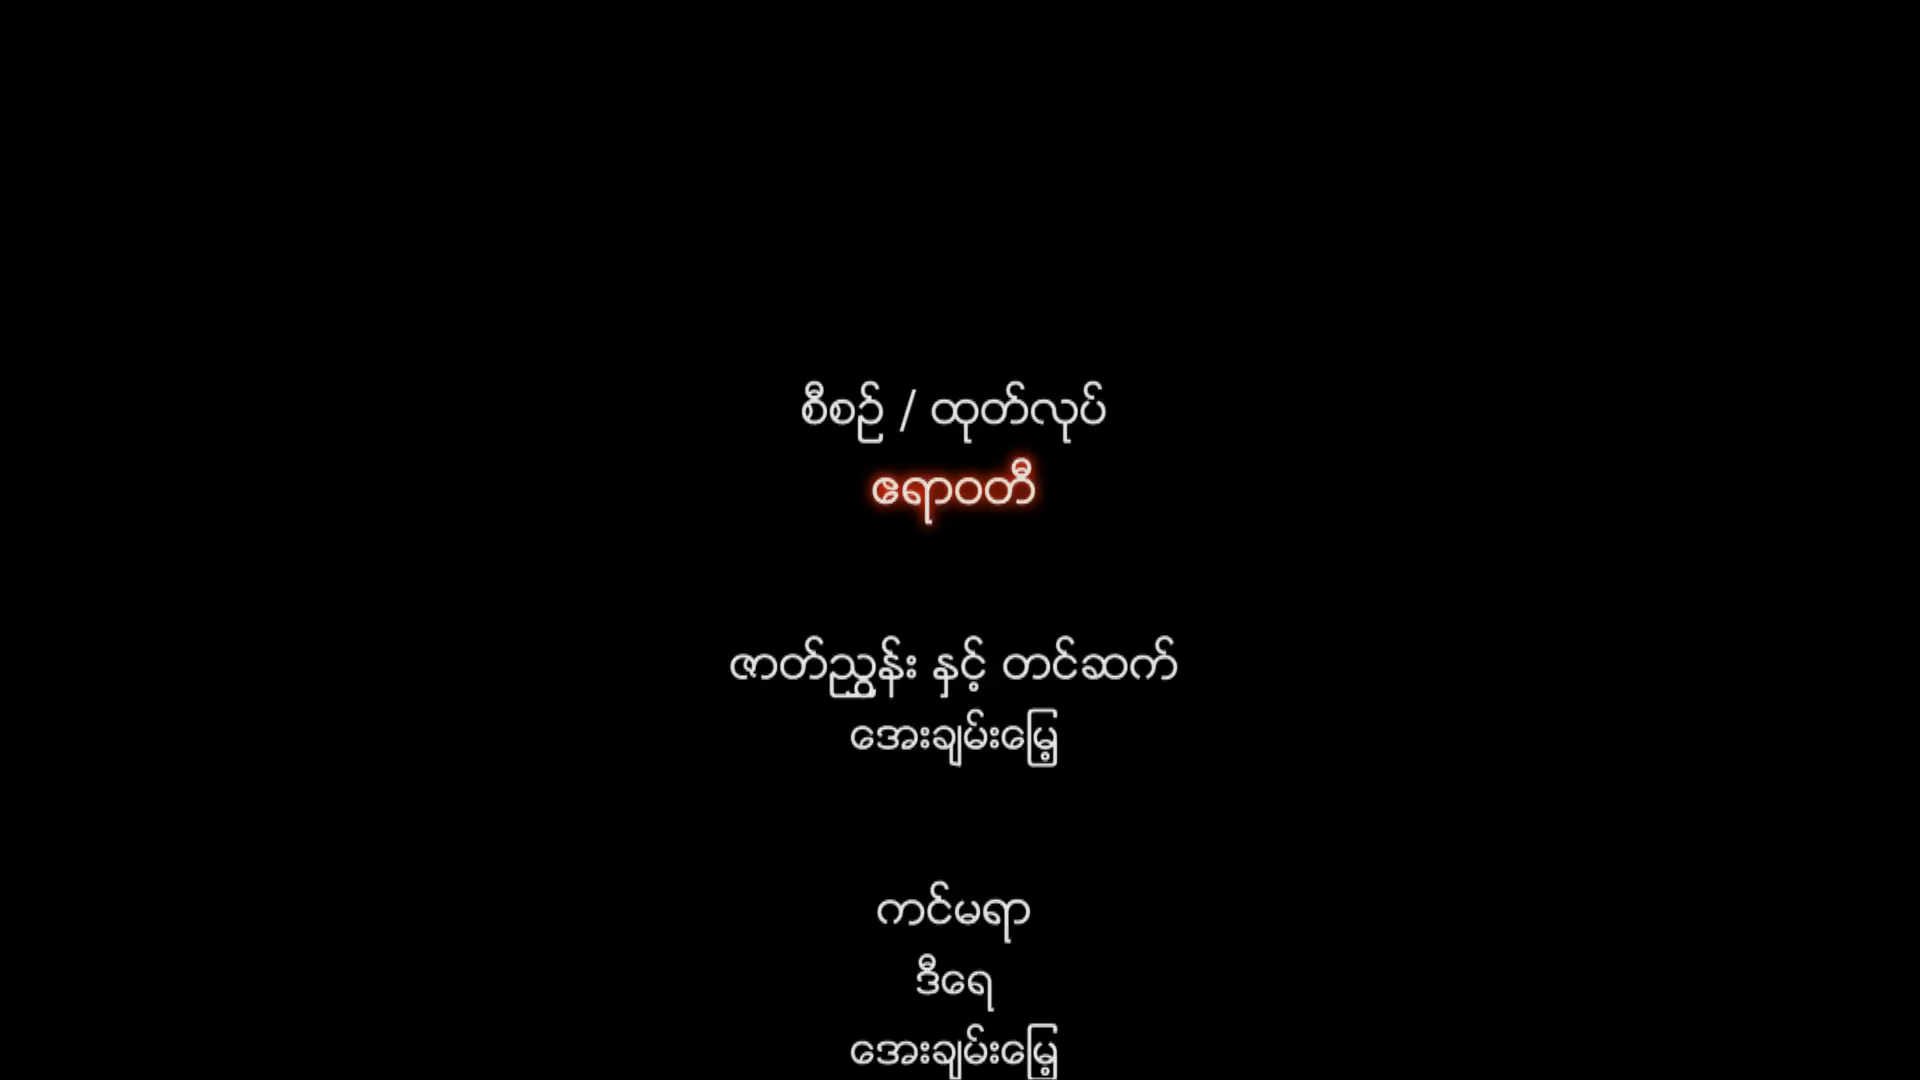 စီစဉ် / ထုတ်လုပ်
ဧရာဝတီ
ဇာတ်ညွှန်း နှင့် တင်ဆက်
အေးချမ်းမြေ့
ကင်မရာ
ဒီရေ
အေးချမ်းမြေ့